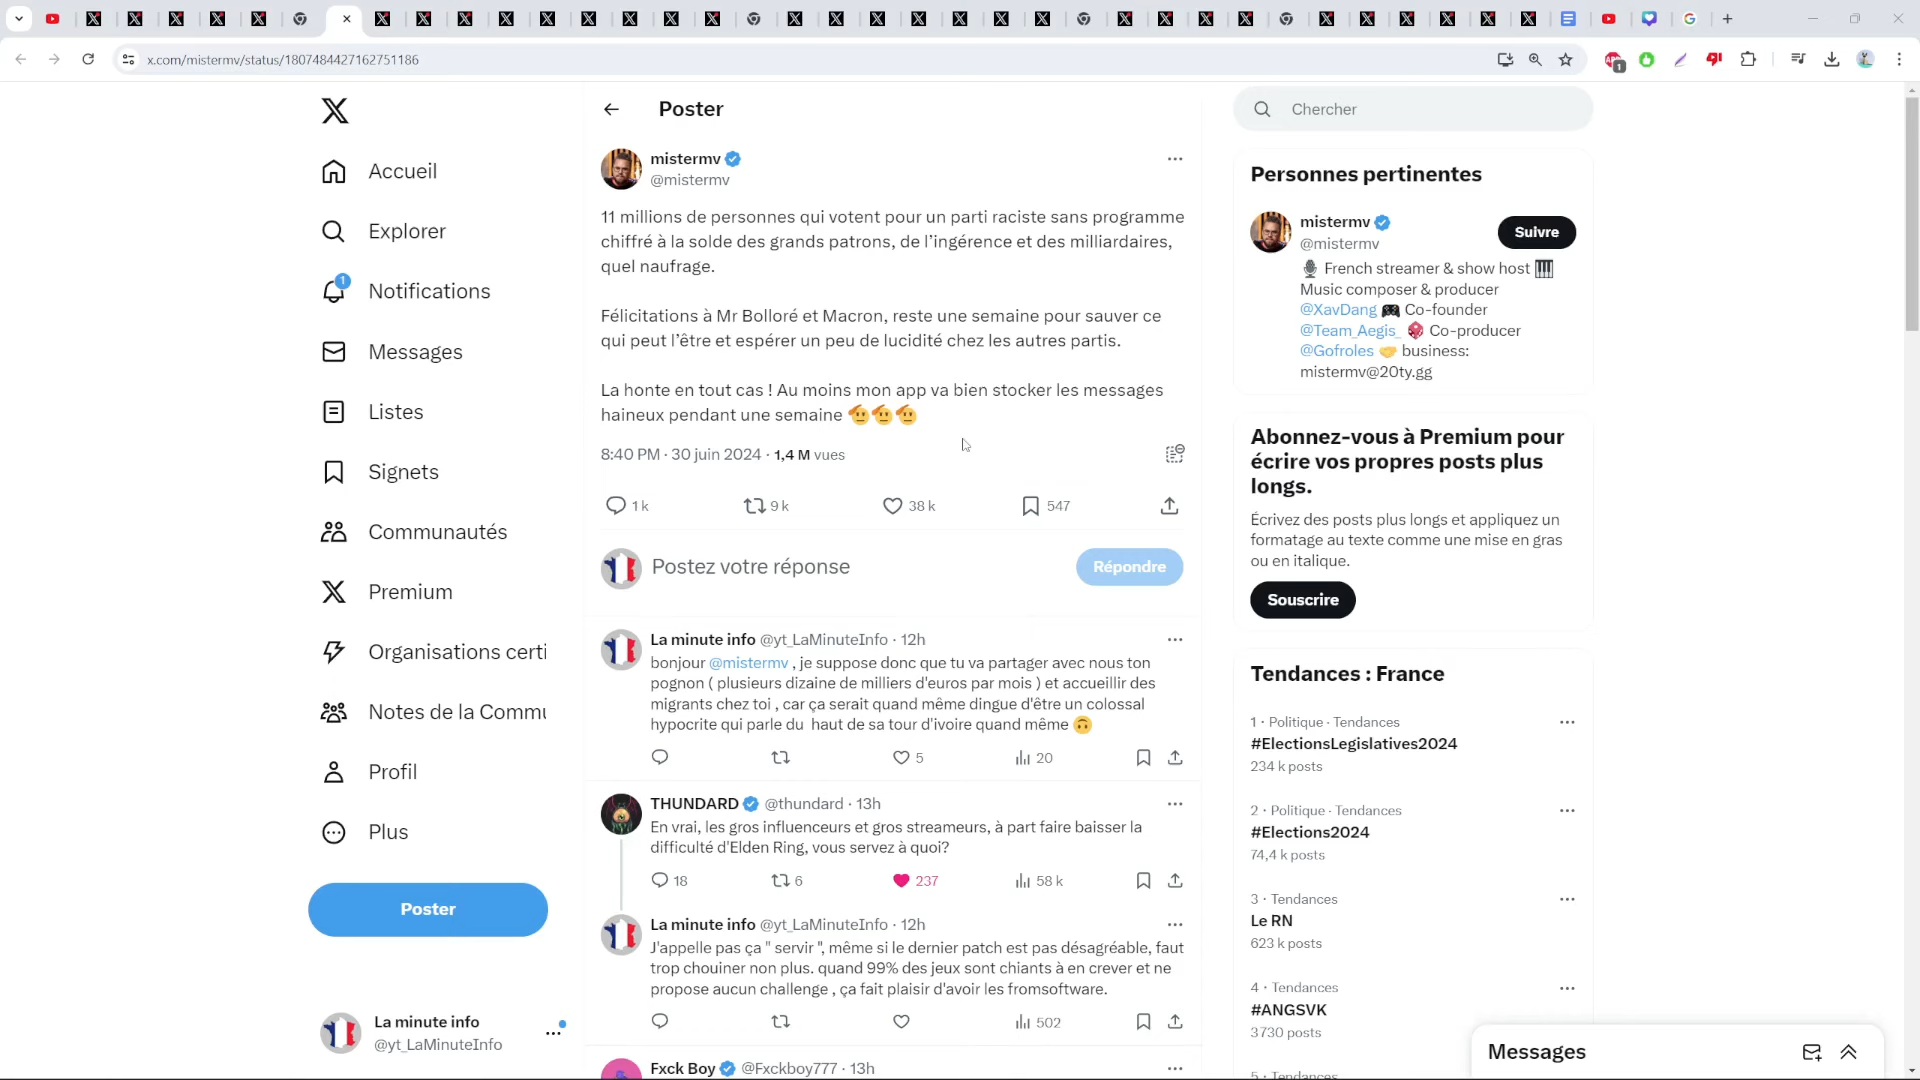 x.com/mistermv/status/1807484427162751186
1
Accueil
Explorer
1
Notifications
Messages
Listes
Signets
Communautés
Premium
Organisations certi
Notes de la Commu
Profil
Plus
Poster
La minute info
@yt_LaMinuteInfo
Poster
mistermv
@mistermv
11 millions de personnes qui votent pour un parti raciste sans programme
chiffré à la solde des grands patrons, de l’ingérence et des milliardaires,
quel naufrage.
Félicitations à Mr Bolloré et Macron, reste une semaine pour sauver ce
qui peut l’être et espérer un peu de lucidité chez les autres partis.
La honte en tout cas ! Au moins mon app va bien stocker les messages
haineux pendant une semaine 🫡🫡🫡
8:40 PM · 30 juin 2024 · 1,4 M vues
1 k 9 k 38 k 547
Postez votre réponse
Répondre
La minute info @yt_LaMinuteInfo · 12h
bonjour @mistermv , je suppose donc que tu va partager avec nous ton
pognon ( plusieurs dizaine de milliers d'euros par mois ) et accueillir des
migrants chez toi , car ça serait quand même dingue d'être un colossal
hypocrite qui parle du haut de sa tour d'ivoire quand même 🙃
5 20
THUNDARD @thundard · 13h
En vrai, les gros influenceurs et gros streameurs, à part faire baisser la
difficulté d'Elden Ring, vous servez à quoi?
18 6 237 58 k
La minute info @yt_LaMinuteInfo · 12h
J'appelle pas ça " servir ", même si le dernier patch est pas désagréable, faut
trop chouiner non plus. quand 99% des jeux sont chiants à en crever et ne
propose aucun challenge , ça fait plaisir d'avoir les fromsoftware.
502
Fxck Boy @Fxckboy777 · 13h
Chercher
Personnes pertinentes
mistermv
@mistermv
Suivre
🎙️ French streamer & show host 🎹
Music composer & producer
@XavDang 🎮 Co-founder
@Team_Aegis_ 🎲 Co-producer
@Gofroles 🤝 business:
mistermv@20ty.gg
Abonnez-vous à Premium pour
écrire vos propres posts plus
longs.
Écrivez des posts plus longs et appliquez un
formatage au texte comme une mise en gras
ou en italique.
Souscrire
Tendances : France
1 · Politique · Tendances
#ElectionsLegislatives2024
234 k posts
2 · Politique · Tendances
#Elections2024
74,4 k posts
3 · Tendances
Le RN
623 k posts
4 · Tendances
#ANGSVK
3 730 posts
5 · Tendances
Messages